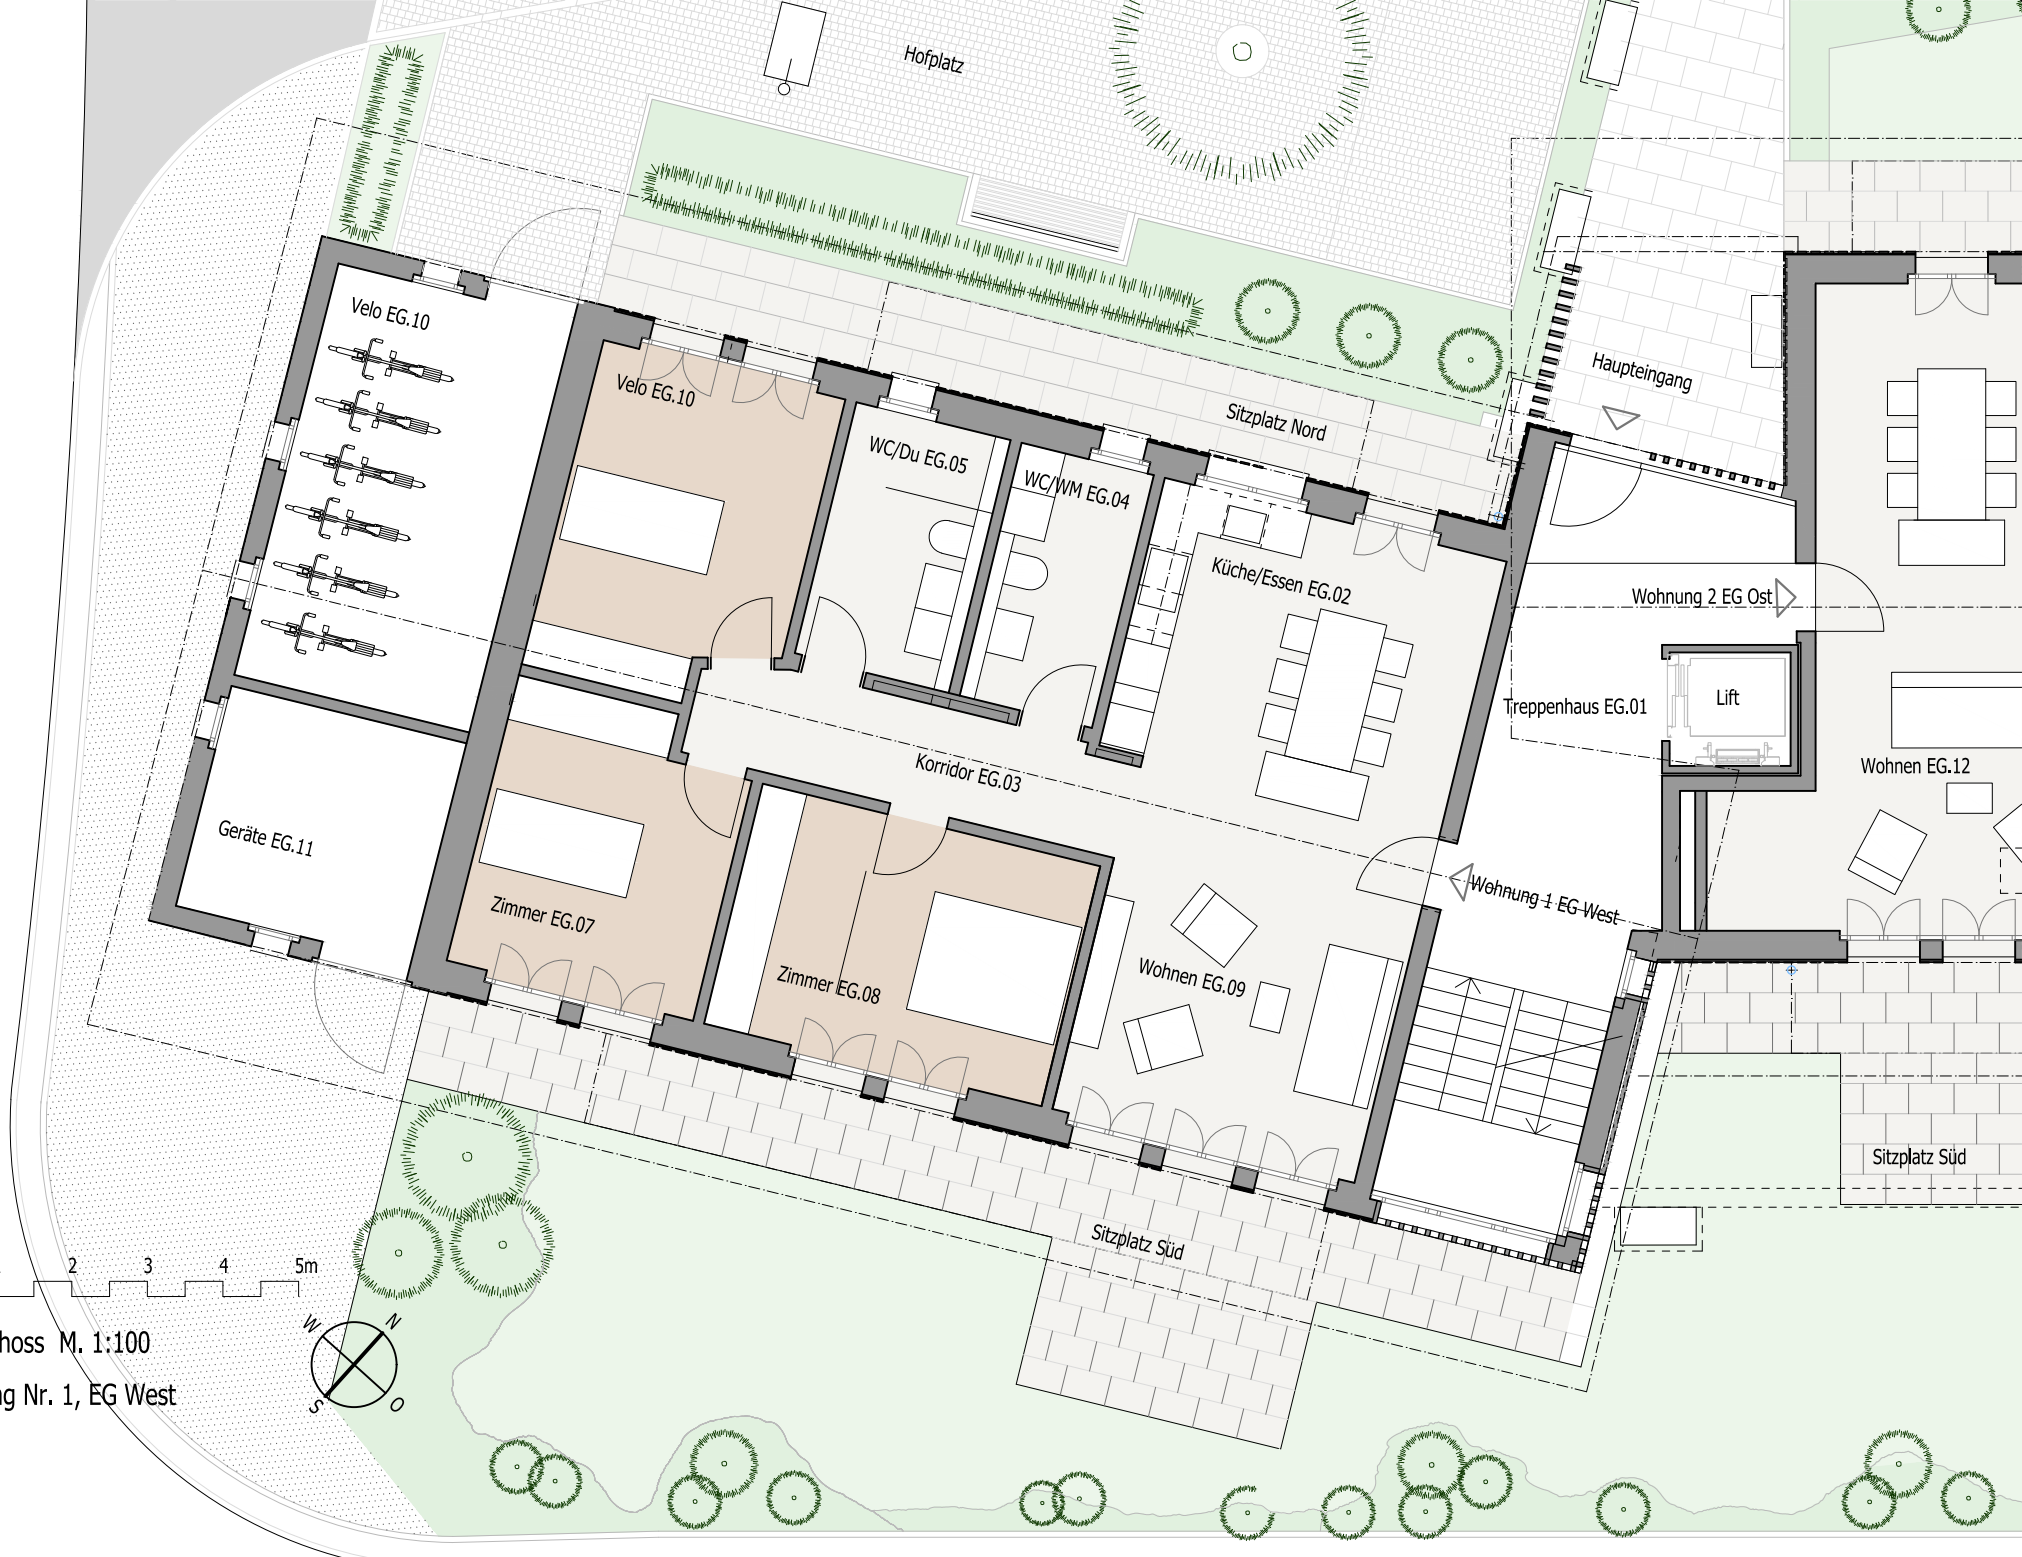 Hofplatz
Velo EG.10
Haupteingang
Velo EG.10
Sitzplatz Nord
WC/Du EG.05
WC/WM EG.04
Küche/Essen EG.02
Wohnung 2 EG Ost
Treppenhaus EG.01
Lift
Korridor EG.03
Wohnen EG.12
Geräte EG.11
Zimmer EG.07
Wohnung 1 EG West
Zimmer EG.08
Wohnen EG.09
Sitzplatz Süd
Sitzplatz Süd
2 3 4 5m
W N
S O
hoss M. 1:100
g Nr. 1, EG West